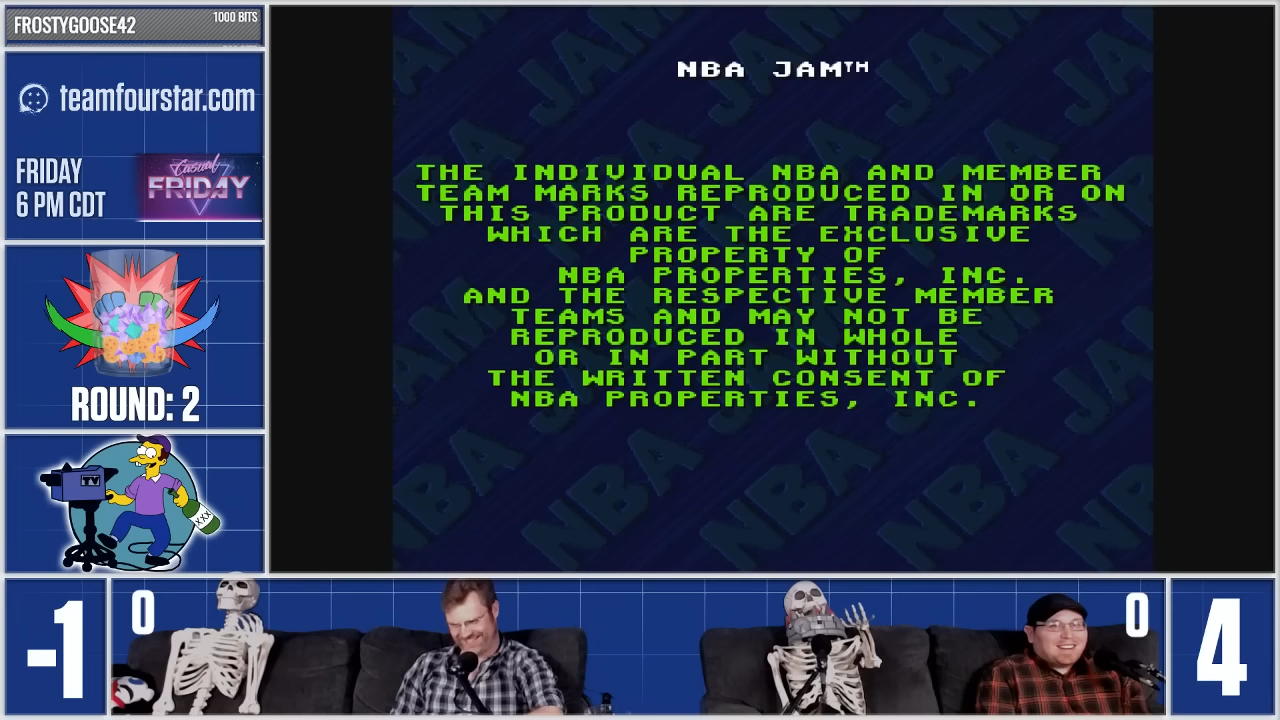 FROSTYGOOSE42
1000 BITS
teamfourstar.com
FRIDAY
6 PM CDT
Casual
FRIDAY
ROUND: 2
TV
XXX
NBA JAM™
THE INDIVIDUAL NBA AND MEMBER
TEAM MARKS REPRODUCED IN OR ON
THIS PRODUCT ARE TRADEMARKS
WHICH ARE THE EXCLUSIVE
PROPERTY OF
NBA PROPERTIES, INC.
AND THE RESPECTIVE MEMBER
TEAMS AND MAY NOT BE
REPRODUCED IN WHOLE
OR IN PART WITHOUT
THE WRITTEN CONSENT OF
NBA PROPERTIES, INC.
-1
0
0
4